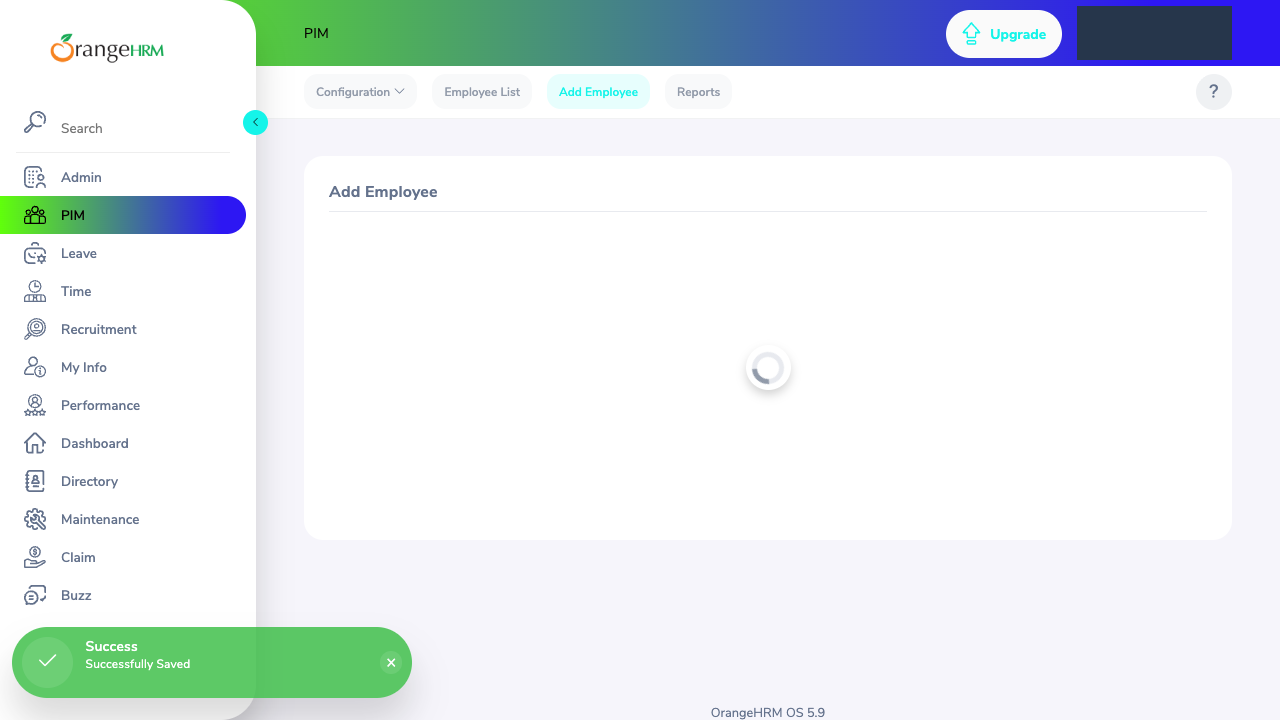 OrangeHRM
Search
Admin
PIM
Leave
Time
Recruitment
My Info
Performance
Dashboard
Directory
Maintenance
Claim
Buzz
PIM
Upgrade
Configuration
Employee List
Add Employee
Reports
?
Add Employee
Success
Successfully Saved
OrangeHRM OS 5.9